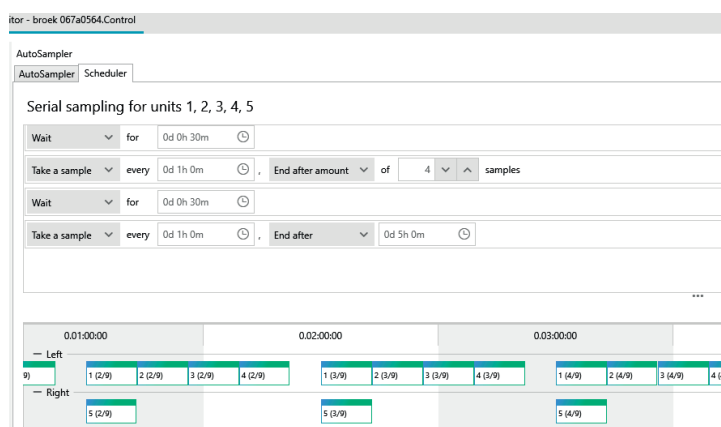 itor - broek 067a0564.Control
AutoSampler
AutoSampler Scheduler
Serial sampling for units 1, 2, 3, 4, 5
Wait for 0d 0h 30m
Take a sample every 0d 1h 0m , End after amount of 4 samples
Wait for 0d 0h 30m
Take a sample every 0d 1h 0m , End after 0d 5h 0m
0.01:00:00 0.02:00:00 0.03:00:00
Left
9) 1 (2/9) 2 (2/9) 3 (2/9) 4 (2/9) 1 (3/9) 2 (3/9) 3 (3/9) 4 (3/9) 1 (4/9) 2 (4/9) 3 (4/9) 4 (
Right
5 (2/9) 5 (3/9) 5 (4/9)